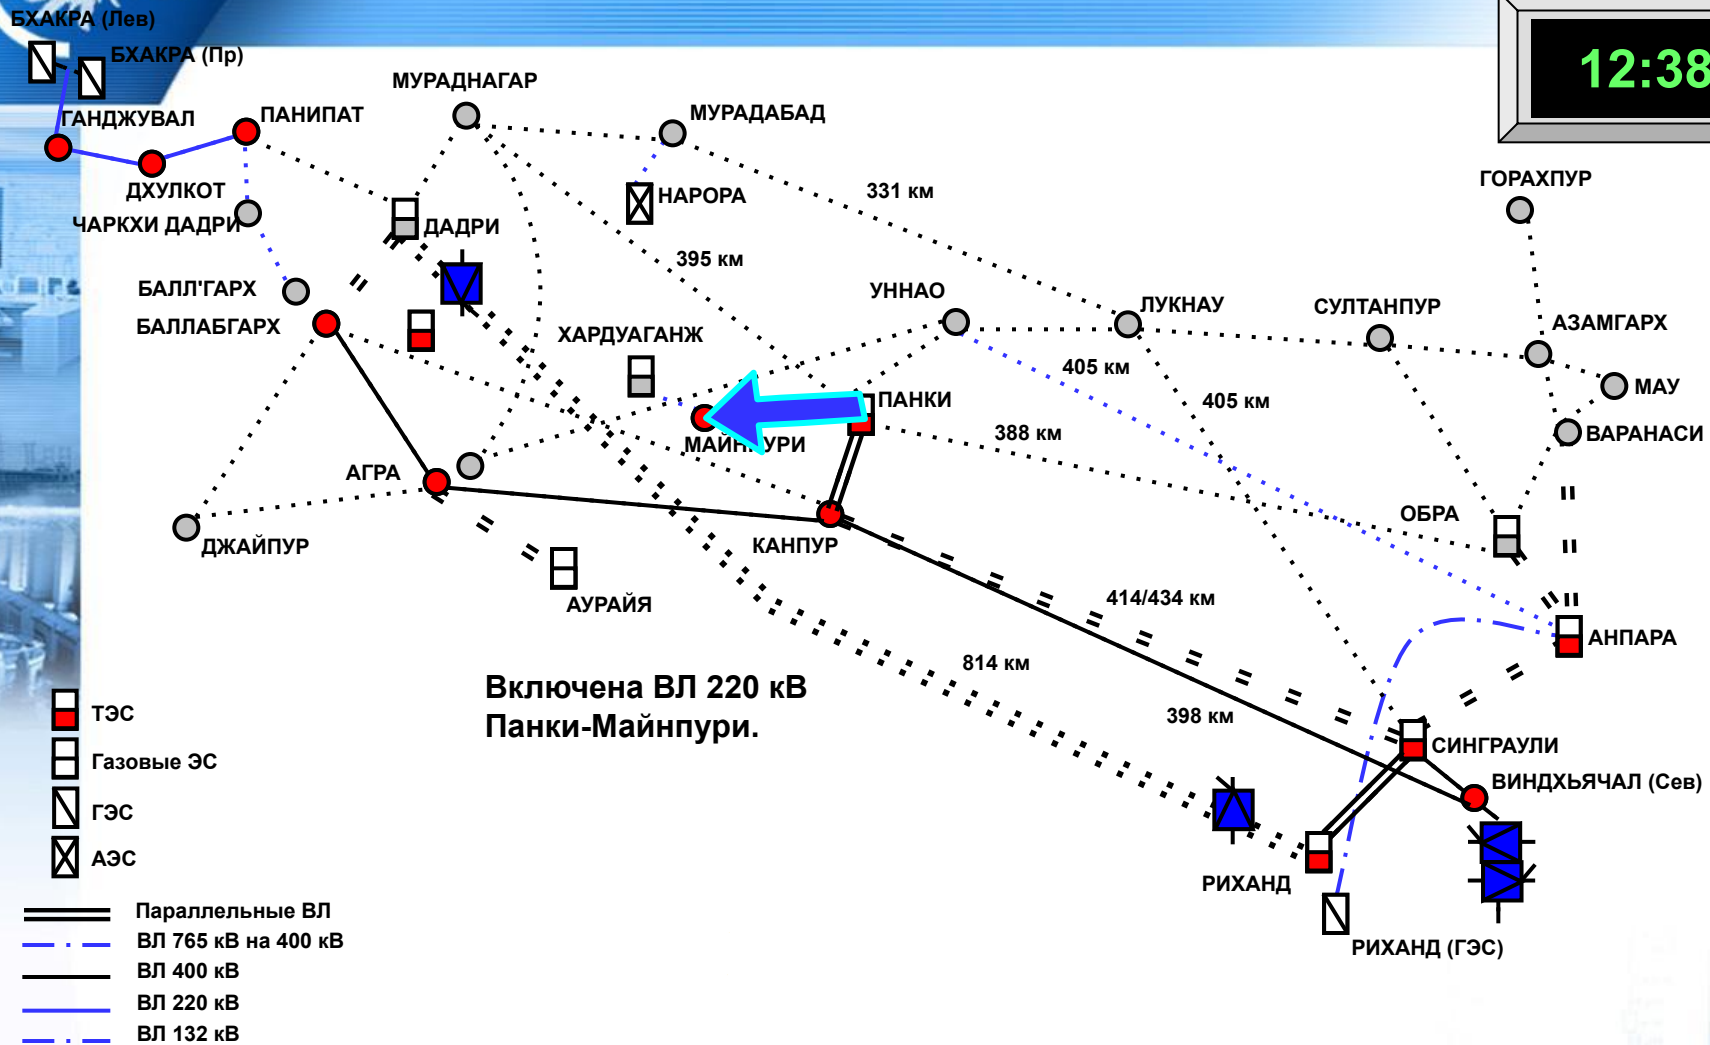 БХАКРА (Лев)
БХАКРА (Пр)
12:38
ГАНДЖУВАЛ
ПАНИПАТ
МУРАДНАГАР
МУРАДАБАД
ДХУЛКОТ
ЧАРКХИ ДАДРИ
ДАДРИ
НАРОРА
331 км
ГОРАХПУР
395 км
БАЛЛ'ГАРХ
БАЛЛАБГАРХ
ХАРДУАГАНЖ
УННАО
ЛУКНАУ
СУЛТАНПУР
АЗАМГАРХ
405 км
МАУ
ПАНКИ
405 км
388 км
ВАРАНАСИ
МАЙНПУРИ
АГРА
ДЖАЙПУР
КАНПУР
ОБРА
АУРАЙЯ
414/434 км
АНПАРА
814 км
Включена ВЛ 220 кВ
Панки-Майнпури.
398 км
СИНГРАУЛИ
ВИНДХЬЯЧАЛ (Сев)
РИХАНД
РИХАНД (ГЭС)
ТЭС
Газовые ЭС
ГЭС
АЭС
Параллельные ВЛ
ВЛ 765 кВ на 400 кВ
ВЛ 400 кВ
ВЛ 220 кВ
ВЛ 132 кВ